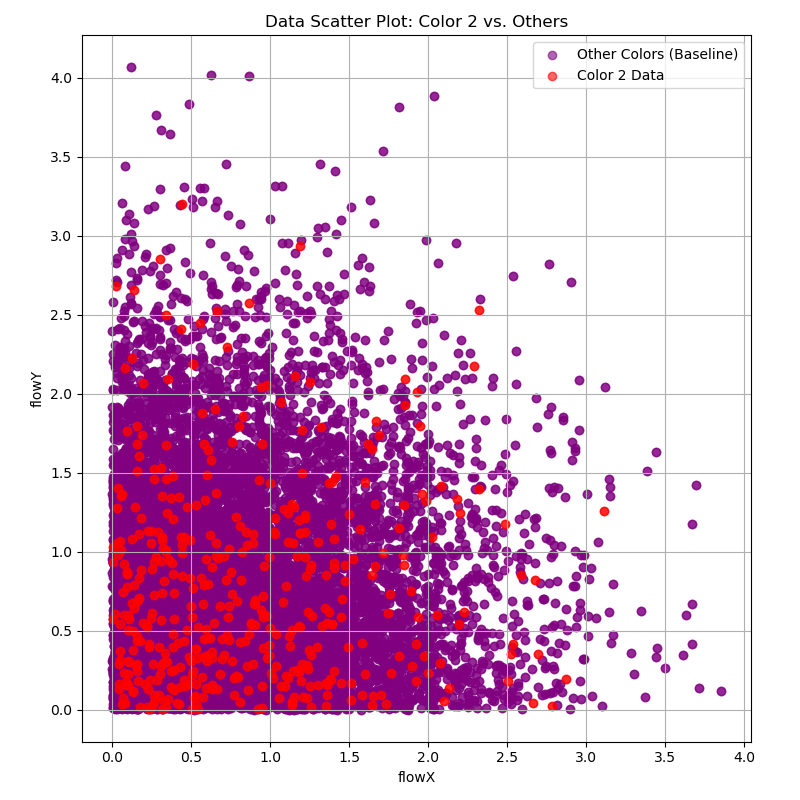 Data Scatter Plot: Color 2 vs. Others
Other Colors (Baseline)
Color 2 Data
flowY
4.0
3.5
3.0
2.5
2.0
1.5
1.0
0.5
0.0
0.0 0.5 1.0 1.5 2.0 2.5 3.0 3.5 4.0
flowX